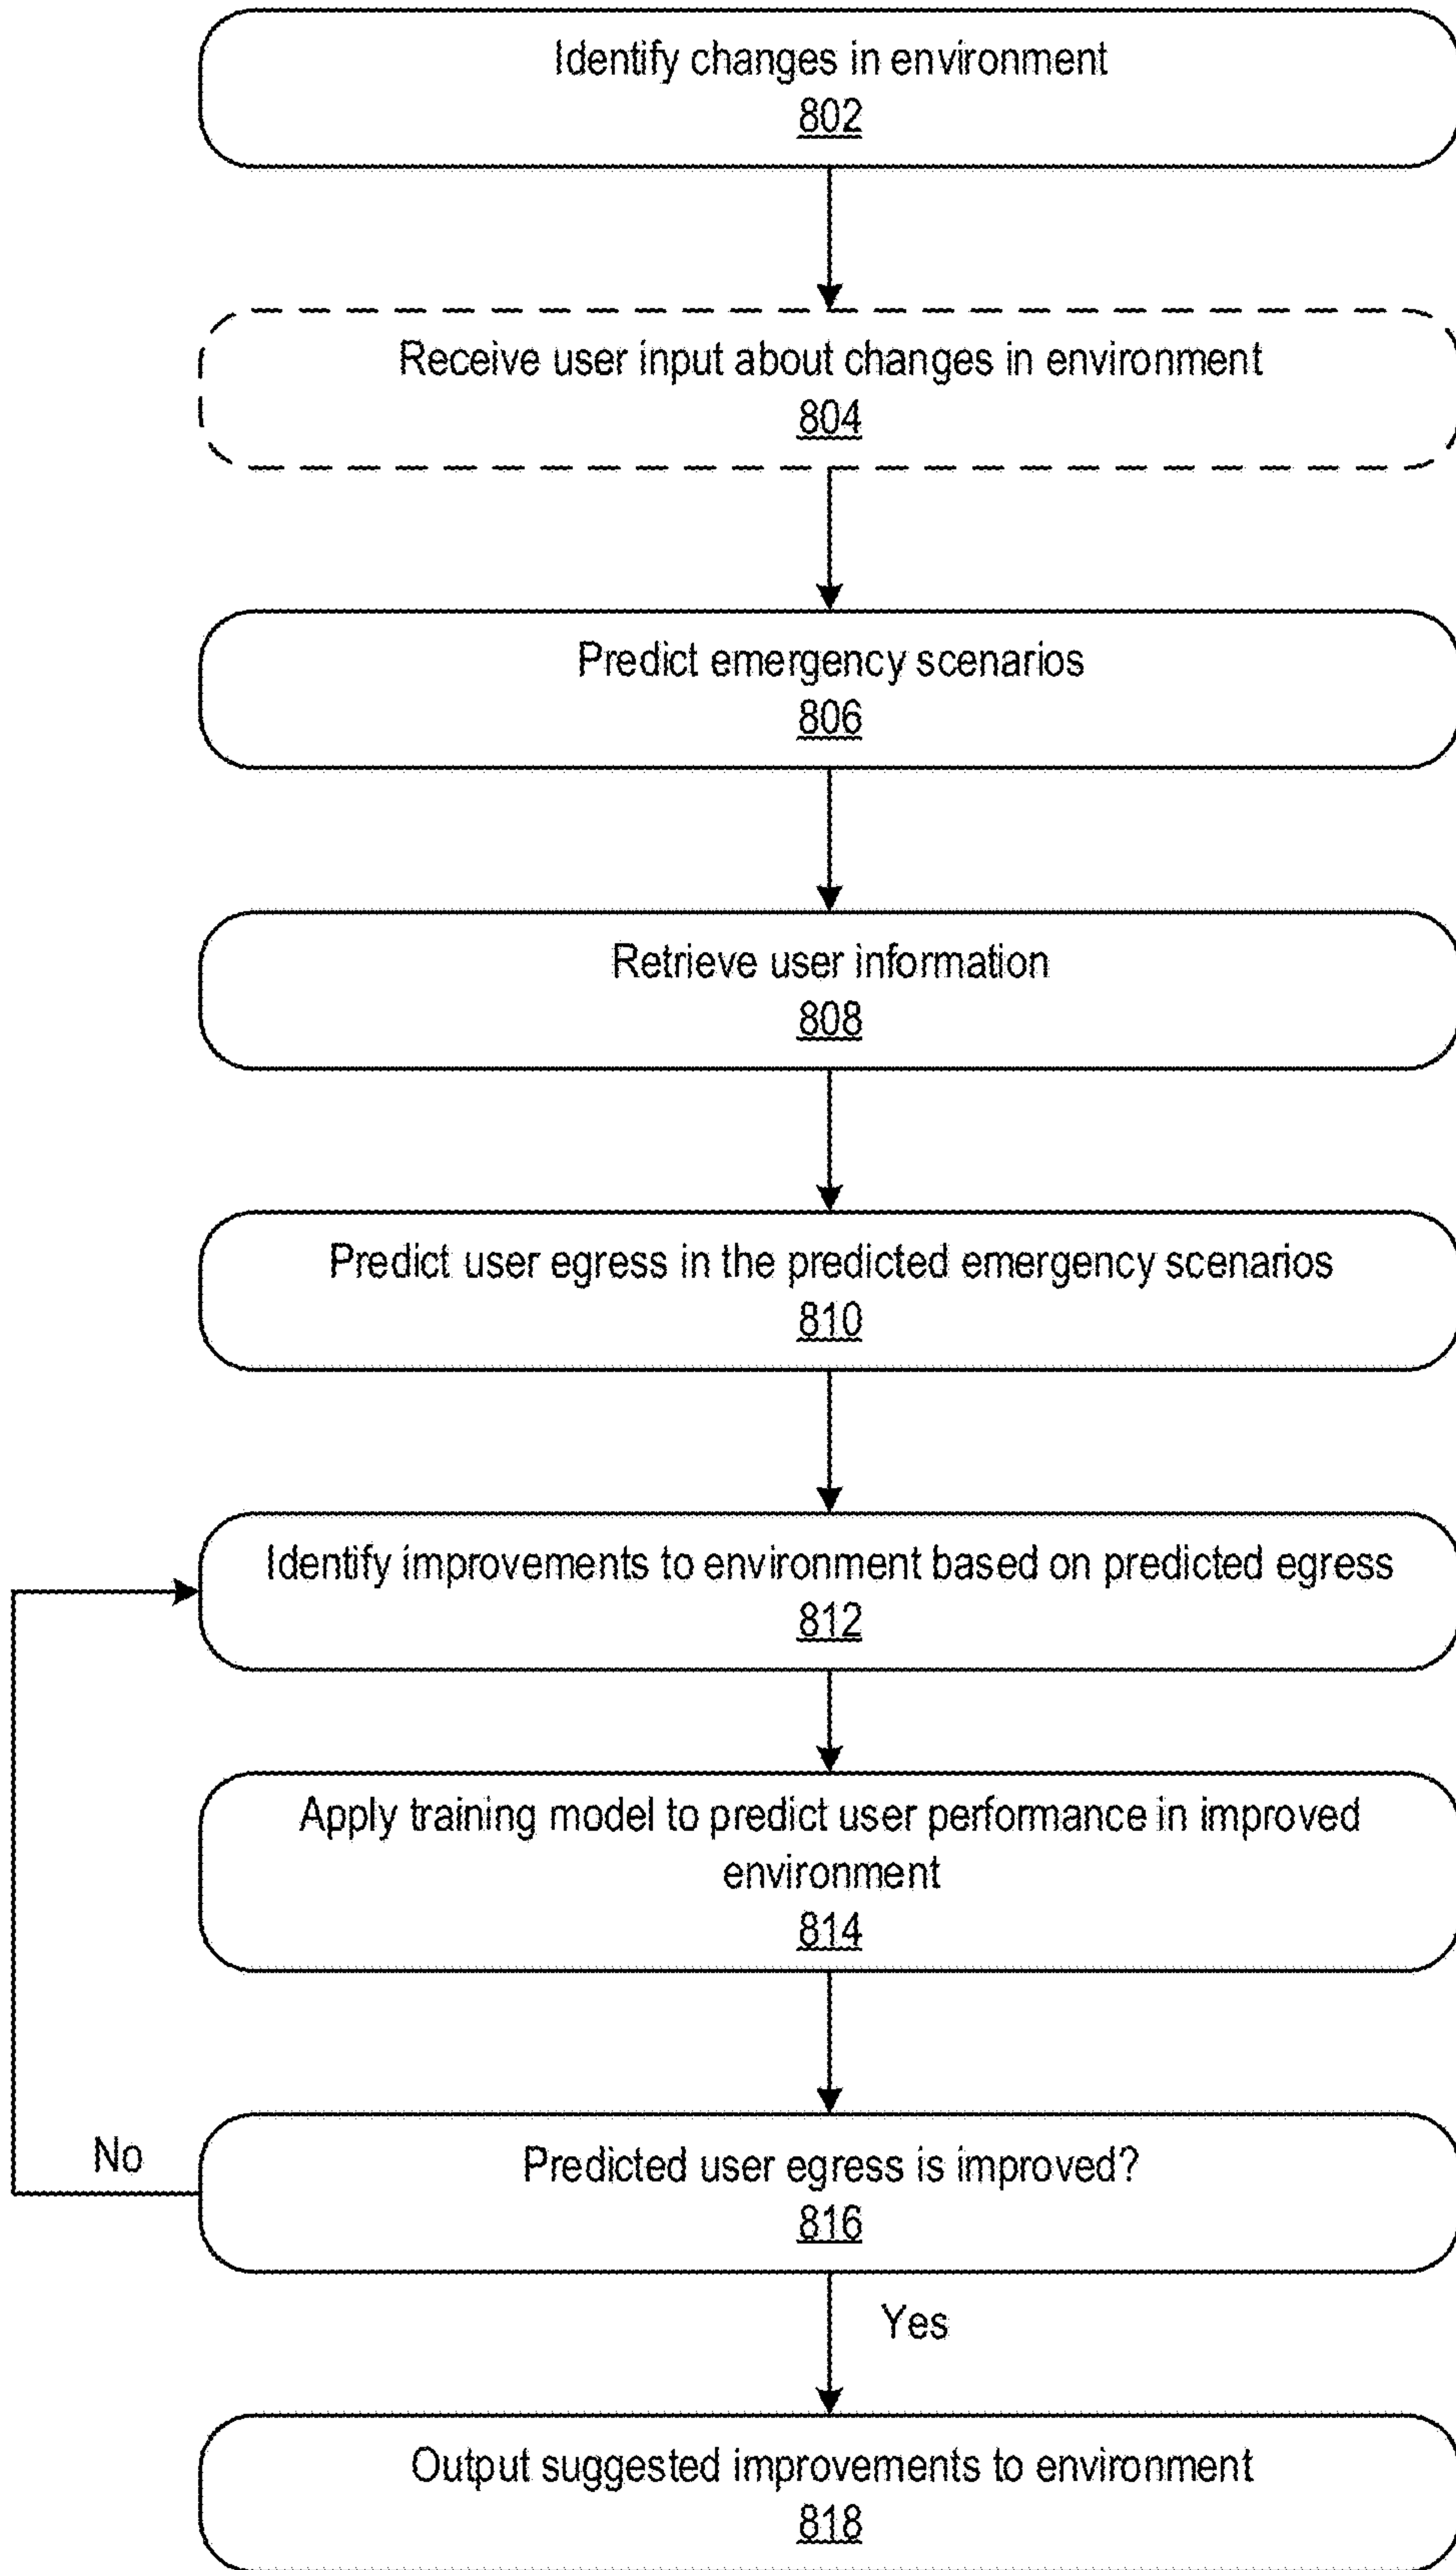 Identify changes in environment
802
Receive user input about changes in environment
804
Predict emergency scenarios
806
Retrieve user information
808
Predict user egress in the predicted emergency scenarios
810
Identify improvements to environment based on predicted egress
812
Apply training model to predict user performance in improved
environment
814
No
Predicted user egress is improved?
816
Yes
Output suggested improvements to environment
818